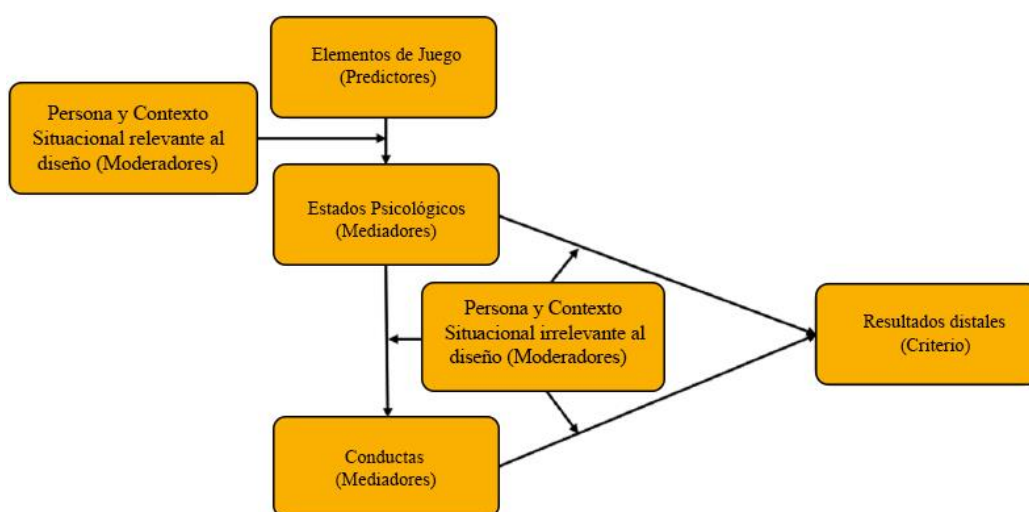 Elementos de Juego
(Predictores)
Persona y Contexto
Situacional relevante al
diseño (Moderadores)
Estados Psicológicos
(Mediadores)
Persona y Contexto
Situacional irrelevante al
diseño (Moderadores)
Resultados distales
(Criterio)
Conductas
(Mediadores)